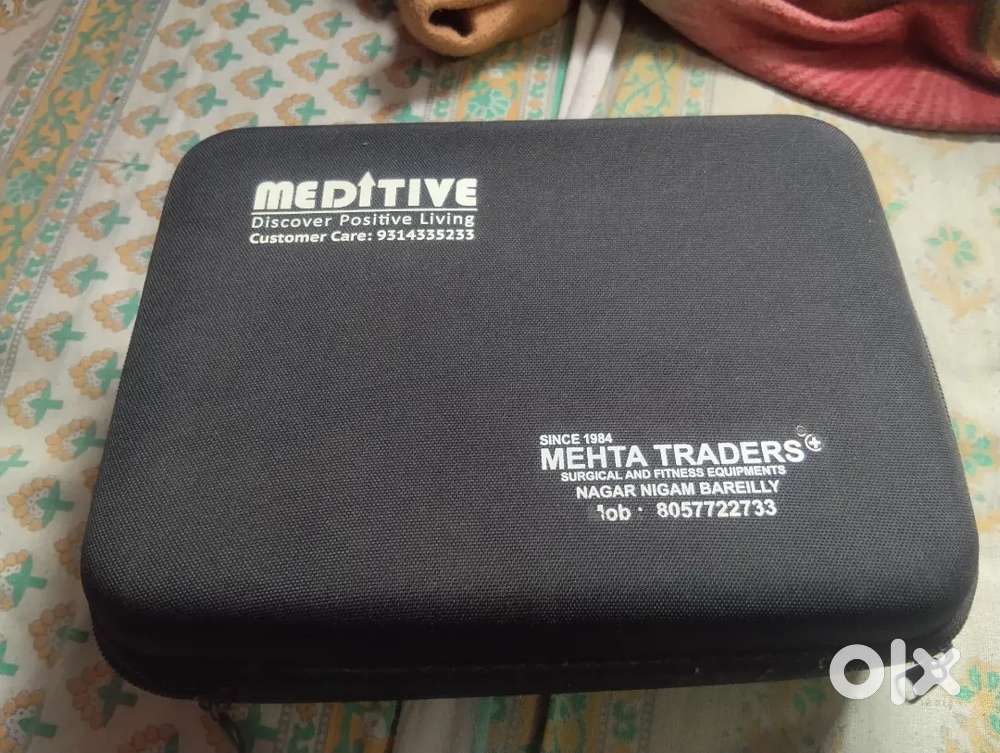 MEDITIVE
Discover Positive Living
Customer Care: 9314335233
SINCE 1984
MEHTA TRADERS
SURGICAL AND FITNESS EQUIPMENTS
NAGAR NIGAM BAREILLY
8057722733
olx